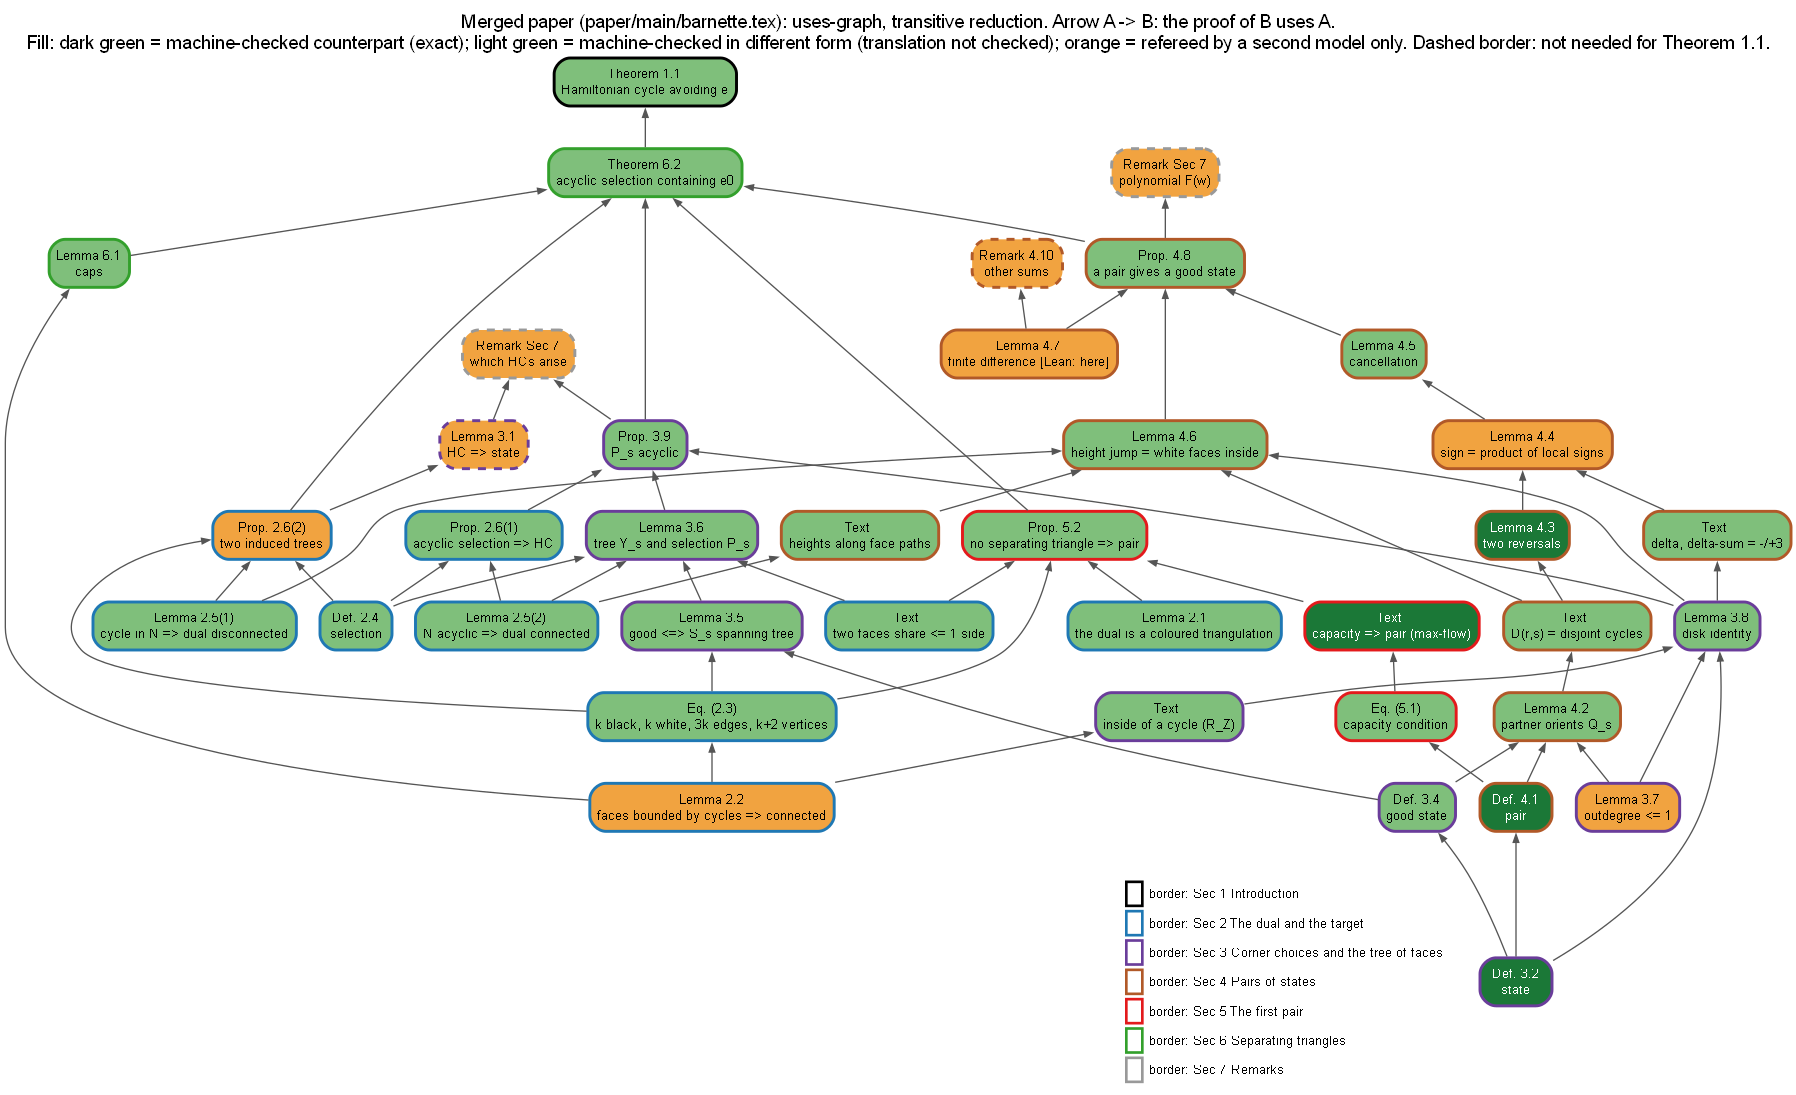 Merged paper (paper/main/barnette.tex): uses-graph, transitive reduction. Arrow A -> B: the proof of B uses A.
Fill: dark green = machine-checked counterpart (exact); light green = machine-checked in different form (translation not checked); orange = refereed by a second model only. Dashed border: not needed for Theorem 1.1.
Theorem 1.1
Hamiltonian cycle avoiding e
Theorem 6.2
acyclic selection containing e0
Remark Sec 7
polynomial F(w)
Lemma 6.1
caps
Remark 4.10
other sums
Prop. 4.8
a pair gives a good state
Remark Sec 7
which HCs arise
Lemma 4.7
finite difference [Lean: here]
Lemma 4.5
cancellation
Lemma 3.1
HC => state
Prop. 3.9
P_s acyclic
Lemma 4.6
height jump = white faces inside
Lemma 4.4
sign = product of local signs
Prop. 2.6(2)
two induced trees
Prop. 2.6(1)
acyclic selection => HC
Lemma 3.6
tree Y_s and selection P_s
Text
heights along face paths
Prop. 5.2
no separating triangle => pair
Lemma 4.3
two reversals
Text
delta, delta-sum = -/+3
Lemma 2.5(1)
cycle in N => dual disconnected
Def. 2.4
selection
Lemma 2.5(2)
N acyclic => dual connected
Lemma 3.5
good <=> S_s spanning tree
Text
two faces share <= 1 side
Lemma 2.1
the dual is a coloured triangulation
Text
capacity => pair (max-flow)
Text
D(r,s) = disjoint cycles
Lemma 3.8
disk identity
Eq. (2.3)
k black, k white, 3k edges, k+2 vertices
Text
inside of a cycle (R_Z)
Eq. (5.1)
capacity condition
Lemma 4.2
partner orients Q_s
Lemma 2.2
faces bounded by cycles => connected
Def. 3.4
good state
Def. 4.1
pair
Lemma 3.7
outdegree <= 1
Def. 3.2
state
border: Sec 1 Introduction
border: Sec 2 The dual and the target
border: Sec 3 Corner choices and the tree of faces
border: Sec 4 Pairs of states
border: Sec 5 The first pair
border: Sec 6 Separating triangles
border: Sec 7 Remarks